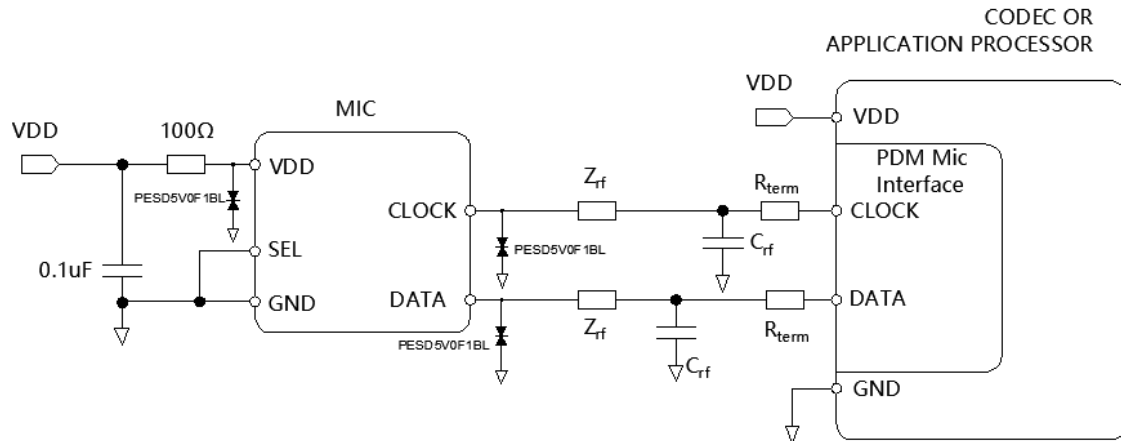 CODEC OR
APPLICATION PROCESSOR
VDD
VDD
MIC
VDD
100Ω
VDD
PDM Mic
Interface
PESD5V0F1BL
Zrf
Rterm
CLOCK
CLOCK
SEL
PESD5V0F1BL
Crf
0.1uF
GND
DATA
DATA
PESD5V0F1BL
Zrf
Rterm
Crf
GND